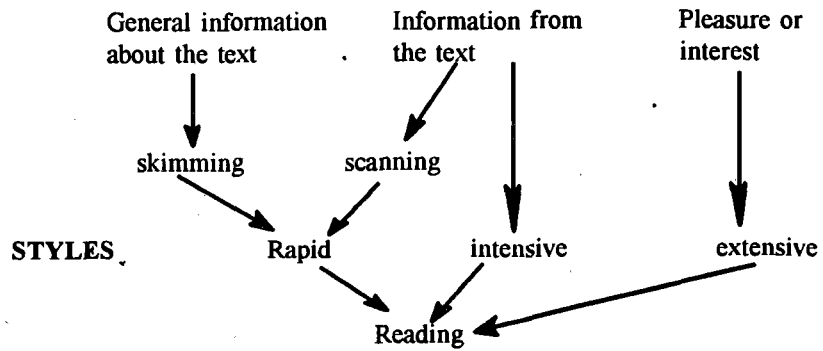 General information
about the text
Information from
the text
Pleasure or
interest
skimming
scanning
STYLES
Rapid
intensive
extensive
Reading